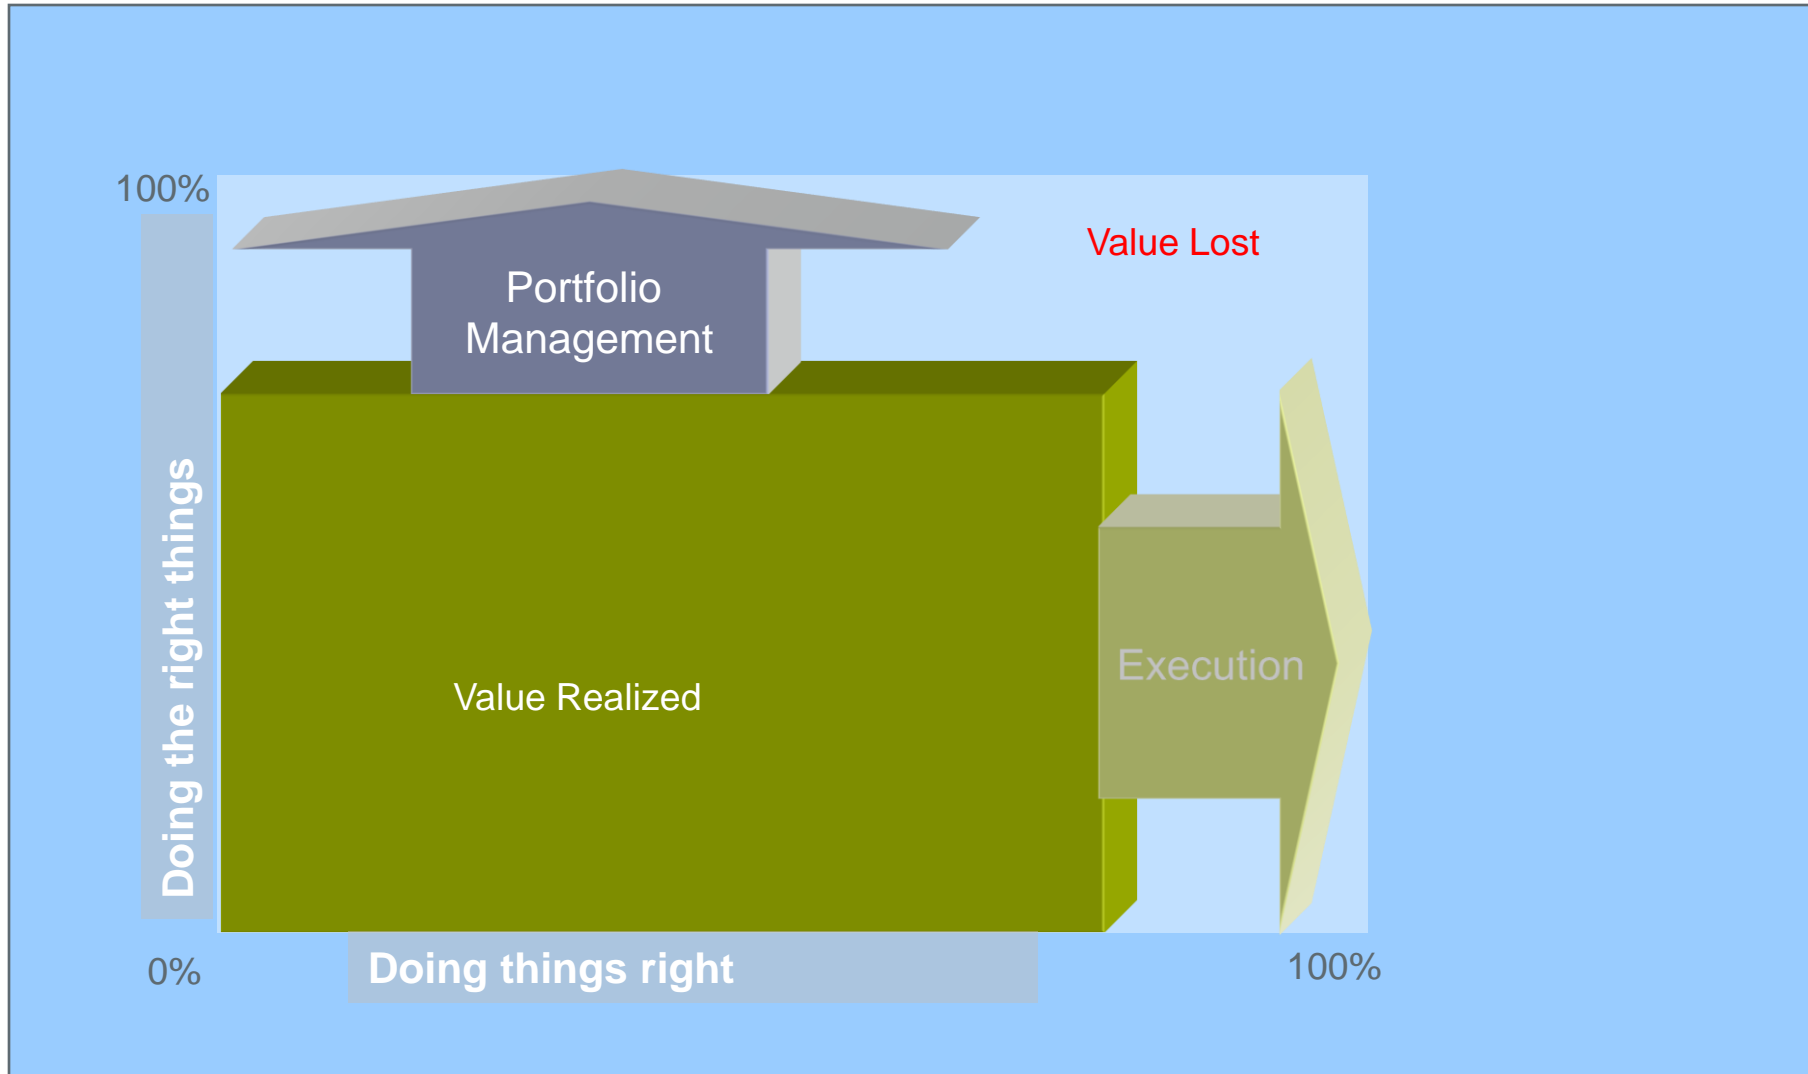 100%
Value Lost
Portfolio
Management
Doing the right things
Execution
Value Realized
Doing things right
0%
100%